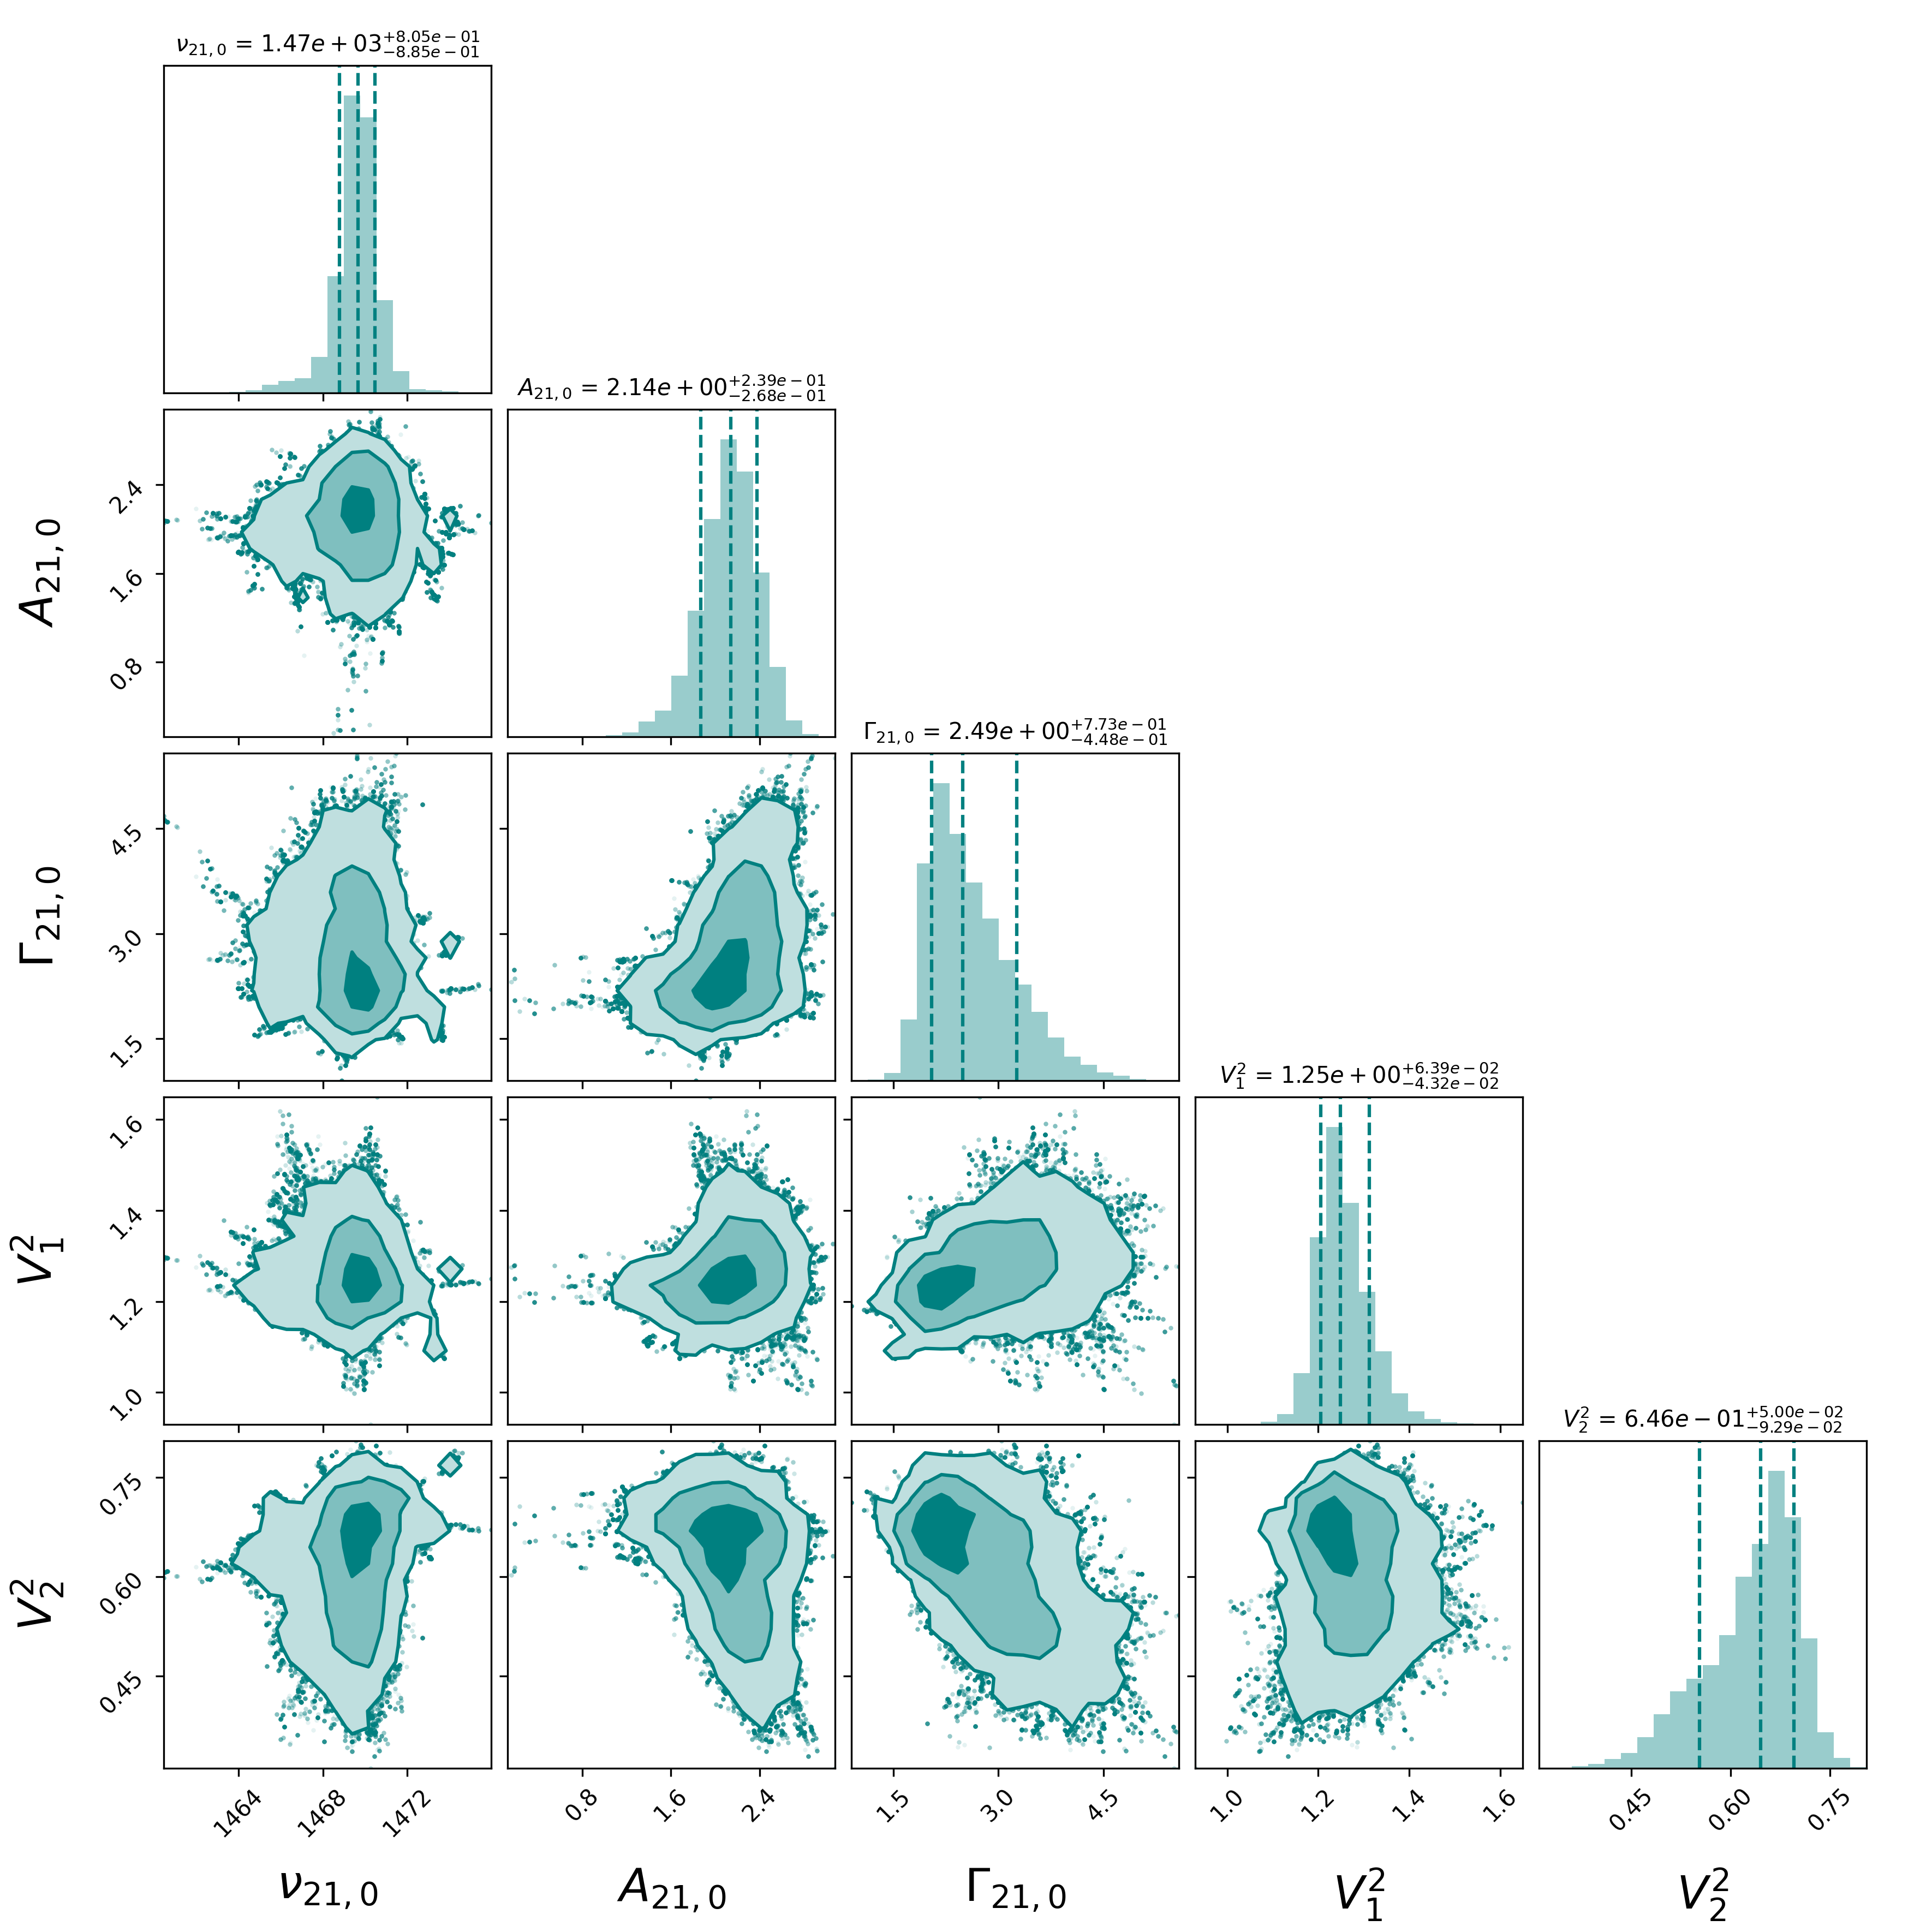 ν21, 0 = 1.47e + 03 +8.05e − 01 −8.85e − 01
A21, 0 = 2.14e + 00 +2.39e − 01 −2.68e − 01
A21, 0
2.4
1.6
0.8
Γ21, 0 = 2.49e + 00 +7.73e − 01 −4.48e − 01
Γ21, 0
4.5
3.0
1.5
V₁² = 1.25e + 00 +6.39e − 02 −4.32e − 02
V₁²
1.6
1.4
1.2
1.0
V₂² = 6.46e − 01 +5.00e − 02 −9.29e − 02
V₂²
0.75
0.60
0.45
1464 1468 1472 0.8 1.6 2.4 1.5 3.0 4.5 1.0 1.2 1.4 1.6 0.45 0.60 0.75
ν21, 0 A21, 0 Γ21, 0 V₁² V₂²